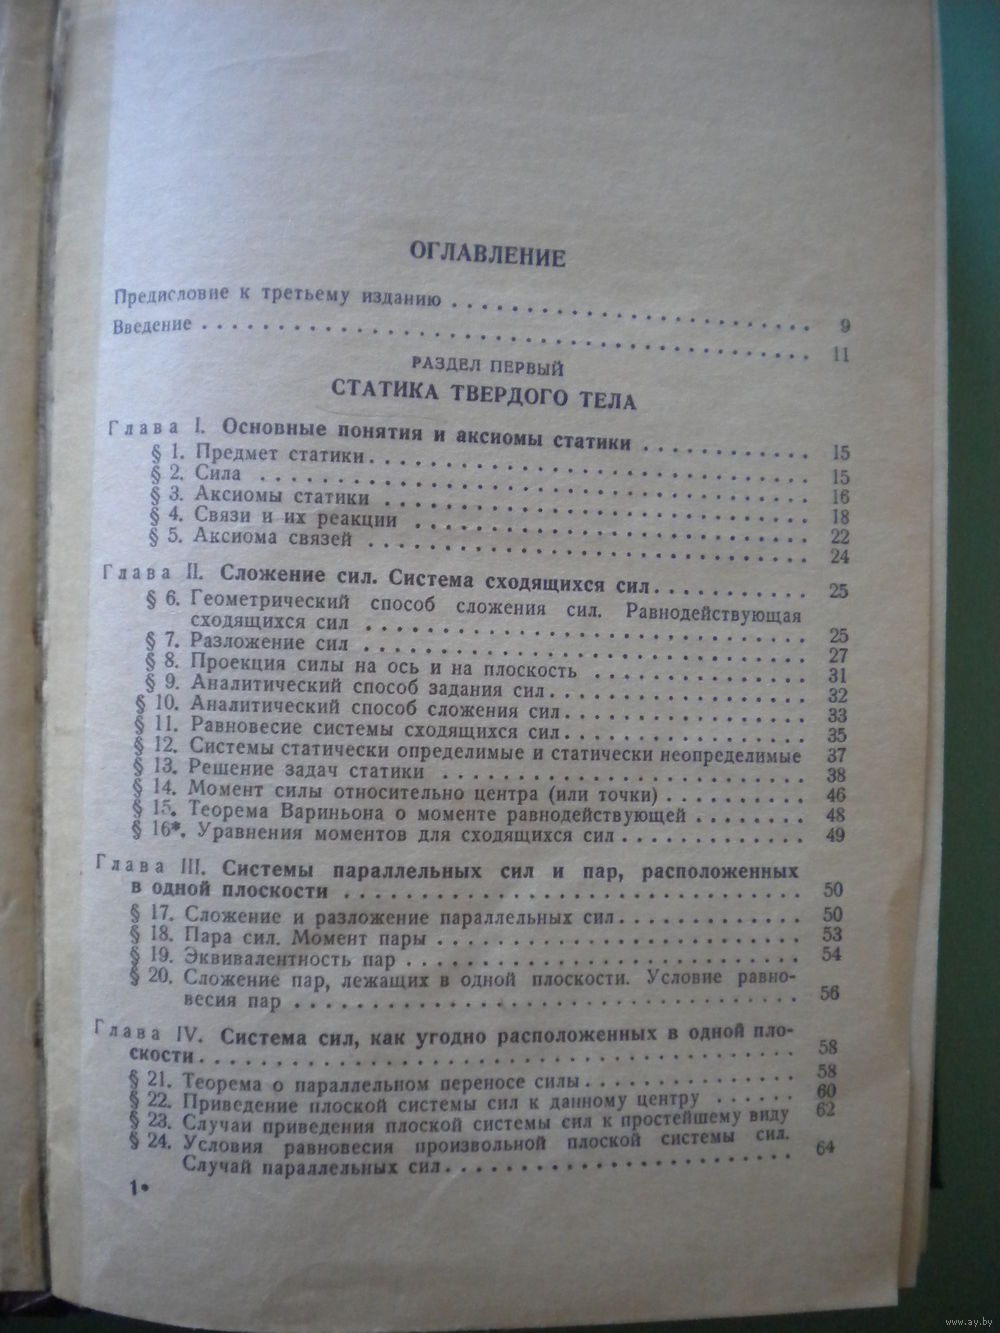 ОГЛАВЛЕНИЕ
Предисловие к третьему изданию . . . . . . . . . . . . . . . . . . . . . . . 9
Введение . . . . . . . . . . . . . . . . . . . . . . . . . . . . . . . . . . . . . . . 11
РАЗДЕЛ ПЕРВЫЙ
СТАТИКА ТВЕРДОГО ТЕЛА
Глава I. Основные понятия и аксиомы статики . . . . . . . . . . . 15
§ 1. Предмет статики . . . . . . . . . . . . . . . . . . . . . . . . . . . . 15
§ 2. Сила . . . . . . . . . . . . . . . . . . . . . . . . . . . . . . . . . . . 16
§ 3. Аксиомы статики . . . . . . . . . . . . . . . . . . . . . . . . . . . 18
§ 4. Связи и их реакции . . . . . . . . . . . . . . . . . . . . . . . . . . 22
§ 5. Аксиома связей . . . . . . . . . . . . . . . . . . . . . . . . . . . . 24
Глава II. Сложение сил. Система сходящихся сил . . . . . . . . . . 25
§ 6. Геометрический способ сложения сил. Равнодействующая
сходящихся сил . . . . . . . . . . . . . . . . . . . . . . . . . . . . 25
§ 7. Разложение сил . . . . . . . . . . . . . . . . . . . . . . . . . . . . 27
§ 8. Проекция силы на ось и на плоскость . . . . . . . . . . . . . . 31
§ 9. Аналитический способ задания сил . . . . . . . . . . . . . . . . 32
§ 10. Аналитический способ сложения сил . . . . . . . . . . . . . . . 33
§ 11. Равновесие системы сходящихся сил . . . . . . . . . . . . . . . 35
§ 12. Системы статически определимые и статически неопределимые 37
§ 13. Решение задач статики . . . . . . . . . . . . . . . . . . . . . . . 38
§ 14. Момент силы относительно центра (или точки) . . . . . . . . . 46
§ 15. Теорема Вариньона о моменте равнодействующей . . . . . . . 48
§ 16*. Уравнения моментов для сходящихся сил . . . . . . . . . . . . 49
Глава III. Системы параллельных сил и пар, расположенных
в одной плоскости . . . . . . . . . . . . . . . . . . . . . . . . . . . . . 50
§ 17. Сложение и разложение параллельных сил . . . . . . . . . . . . 50
§ 18. Пара сил. Момент пары . . . . . . . . . . . . . . . . . . . . . . . 53
§ 19. Эквивалентность пар . . . . . . . . . . . . . . . . . . . . . . . . . 54
§ 20. Сложение пар, лежащих в одной плоскости. Условие равно-
весия пар . . . . . . . . . . . . . . . . . . . . . . . . . . . . . . . . 56
Глава IV. Система сил, как угодно расположенных в одной пло-
скости . . . . . . . . . . . . . . . . . . . . . . . . . . . . . . . . . . . . 58
§ 21. Теорема о параллельном переносе силы . . . . . . . . . . . . . . 58
§ 22. Приведение плоской системы сил к данному центру . . . . . . 60
§ 23. Случаи приведения плоской системы сил к простейшему виду 62
§ 24. Условия равновесия произвольной плоской системы сил.
Случай параллельных сил . . . . . . . . . . . . . . . . . . . . . . 64
1*
www.ay.by